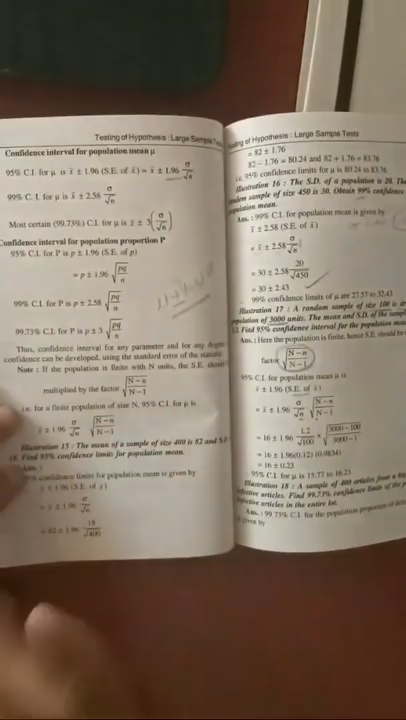 Testing of Hypothesis : Large Sample Tests
Confidence interval for population mean μ
95% C.I. for μ is x̄ ± 1.96 (S.E. of x̄) = x̄ ± 1.96 σ/√n
99% C. I. for μ is x̄ ± 2.58 σ/√n
Most certain (99.73%) C.I. for μ is x̄ ± 3(σ/√n)
Confidence interval for population proportion P
95% C.I. for P is p ± 1.96 (S.E. of p)
= p ± 1.96 √(pq/n)
99% C.I. for P is p ± 2.58 √(pq/n)
99.73% C.I. for P is p ± 3 √(pq/n)
Thus, confidence interval for any parameter and for any degree
confidence can be developed, using the standard error of the statistic
Note : If the population is finite with N units, the S.E. should
multiplied by the factor √(N−n/N−1)
i.e. for a finite population of size N, 95% C.I. for μ is
x̄ ± 1.96 σ/√n √(N−n/N−1)
Illustration 15 : The mean of a sample of size 400 is 82 and S.D.
18. Find 95% confidence limits for population mean.
Ans. :
95% confidence limits for population mean is given by
x̄ ± 1.96 (S.E. of x̄)
= x̄ ± 1.96 σ/√n
= 82 ± 1.96 18/√400
Testing of Hypothesis : Large Sample Tests
= 82 ± 1.76
82 − 1.76 = 80.24 and 82 + 1.76 = 83.76
i.e. 95% confidence limits for μ is 80.24 to 83.76
Illustration 16 : The S.D. of a population is 20. The
random sample of size 450 is 30. Obtain 99% confidence
population mean.
Ans. : 99% C.I. for population mean is given by
x̄ ± 2.58 (S.E. of x̄)
= x̄ ± 2.58 σ/√n
= 30 ± 2.58 20/√450
= 30 ± 2.43
99% confidence limits of μ are 27.57 to 32.43
Illustration 17 : A random sample of size 100 is
population of 3000 units. The mean and S.D. of the
Find 95% confidence interval for the population
Ans. : Here the population is finite, hence S.E. should be
factor √(N−n/N−1)
95% C.I. for population mean μ is
x̄ ± 1.96 (S.E. of x̄)
= x̄ ± 1.96 σ/√n √(N−n/N−1)
= 16 ± 1.96 1.2/√100 × √(3000−100/3000−1)
= 16 ± 1.96(0.12) (0.9834)
= 16 ± 0.23
95% C.I. for μ is 15.77 to 16.23
Illustration 18 : A sample of 400 articles from a
defective articles. Find 99.73% confidence limits of the
defective articles in the entire lot.
Ans. : 99.73% C.I. for the population proportion of
is given by